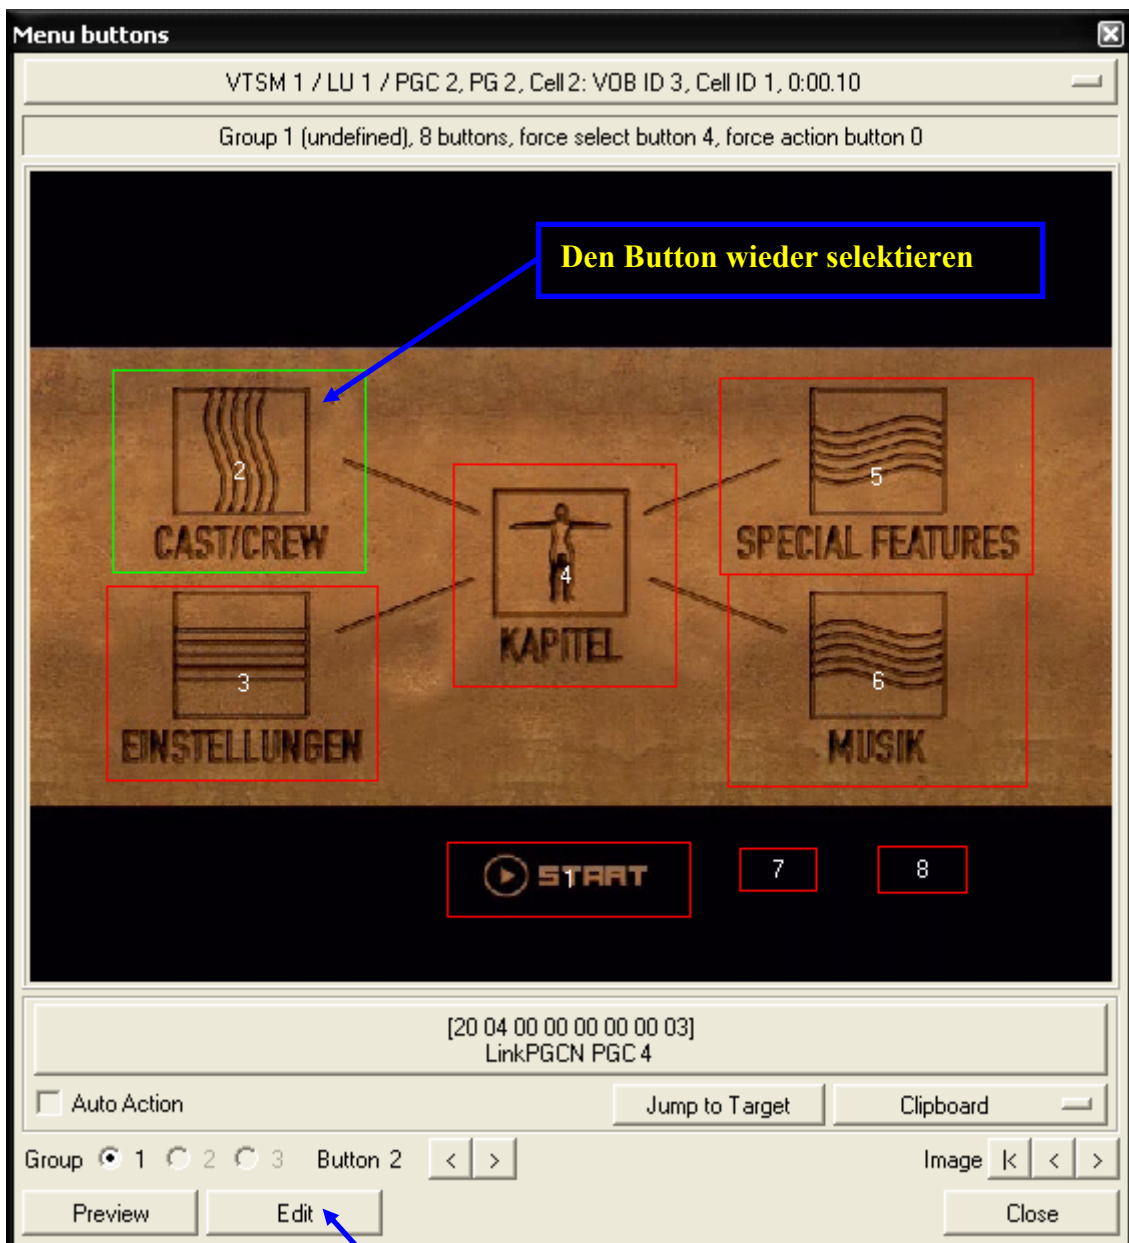 Menu buttons
VTSM 1 / LU 1 / PGC 2, PG 2, Cell 2: VOB ID 3, Cell ID 1, 0:00.10
Group 1 (undefined), 8 buttons, force select button 4, force action button 0
Den Button wieder selektieren
2
5
CAST/CREW
SPECIAL FEATURES
4
KAPITEL
3
6
EINSTELLUNGEN
MUSIK
START
1
7
8
[20 04 00 00 00 00 00 03]
LinkPGCN PGC 4
Auto Action
Jump to Target
Clipboard
Group 1 2 3 Button 2 < >
Image |< < >
Preview
Edit
Close